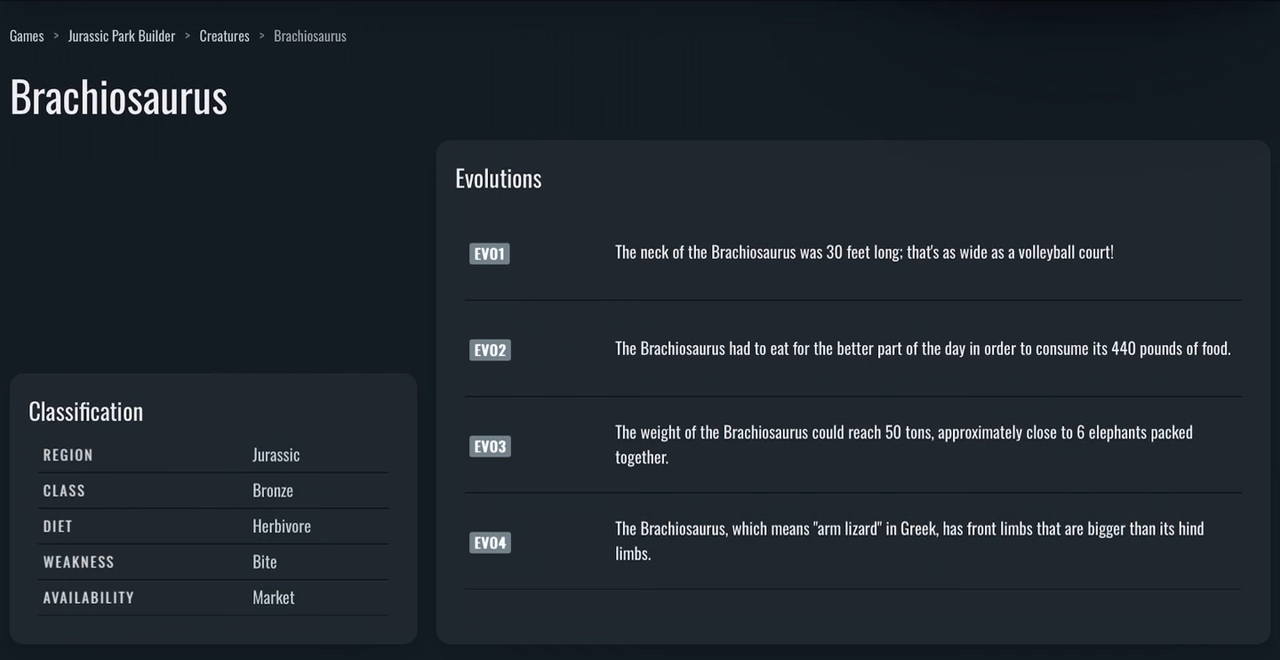 Games > Jurassic Park Builder > Creatures > Brachiosaurus
Brachiosaurus
Evolutions
EVO1 The neck of the Brachiosaurus was 30 feet long; that's as wide as a volleyball court!
EVO2 The Brachiosaurus had to eat for the better part of the day in order to consume its 440 pounds of food.
EVO3 The weight of the Brachiosaurus could reach 50 tons, approximately close to 6 elephants packed
together.
EVO4 The Brachiosaurus, which means "arm lizard" in Greek, has front limbs that are bigger than its hind
limbs.
Classification
REGION Jurassic
CLASS Bronze
DIET Herbivore
WEAKNESS Bite
AVAILABILITY Market